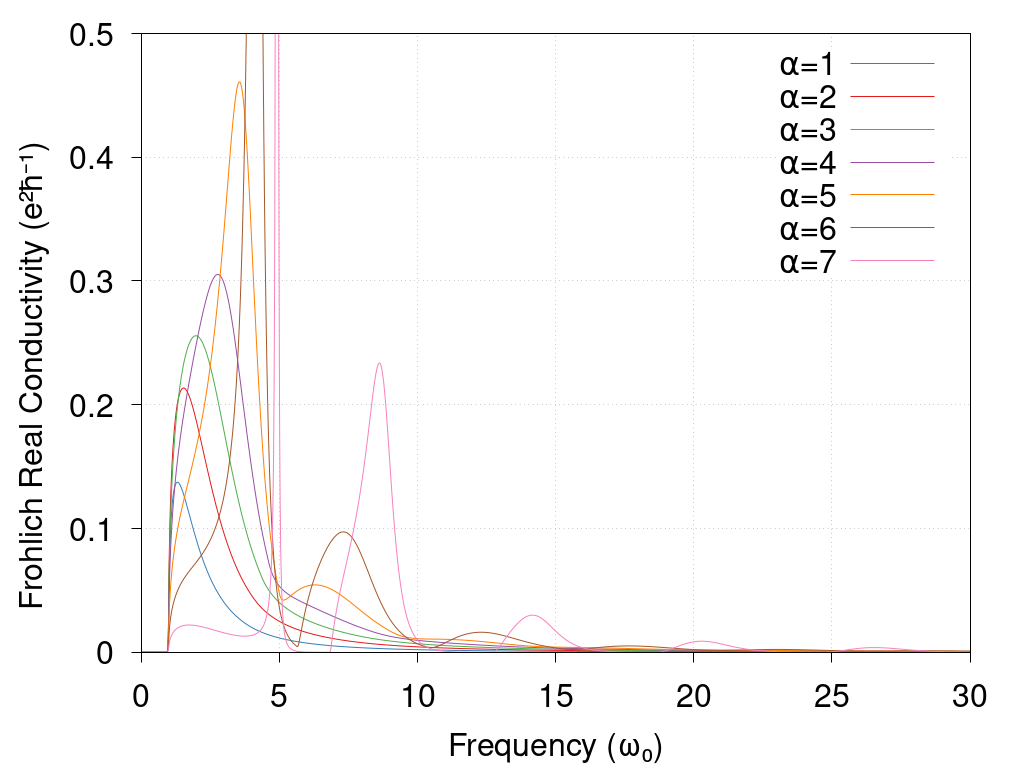 0.5
0.4
0.3
0.2
0.1
0
Frohlich Real Conductivity (e²ħ⁻¹)
α=1
α=2
α=3
α=4
α=5
α=6
α=7
0 5 10 15 20 25 30
Frequency (ω₀)